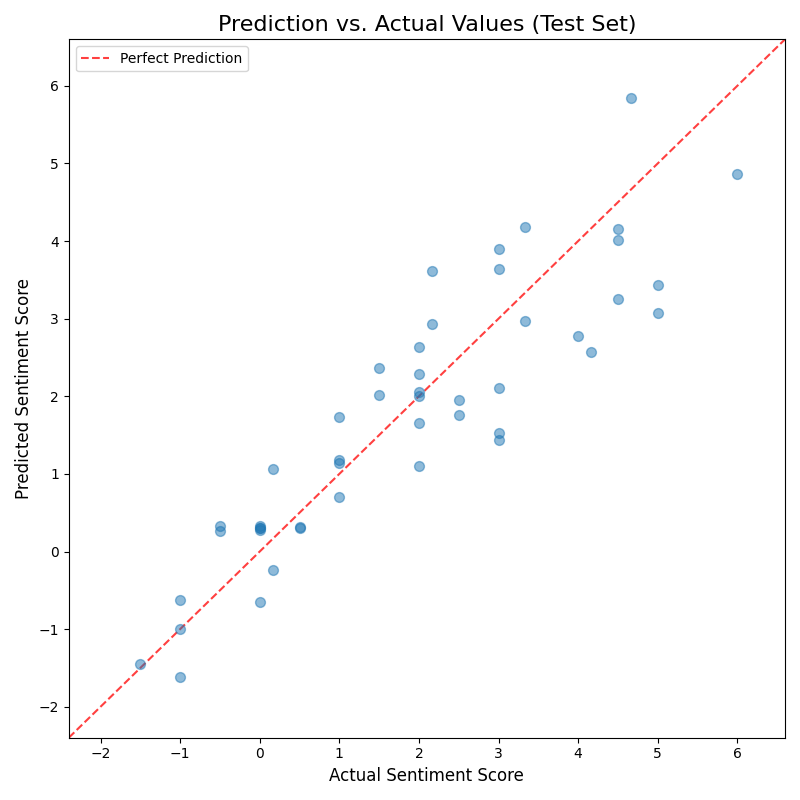 Prediction vs. Actual Values (Test Set)
Perfect Prediction
6
5
4
3
2
1
0
−1
−2
Predicted Sentiment Score
−2 −1 0 1 2 3 4 5 6
Actual Sentiment Score